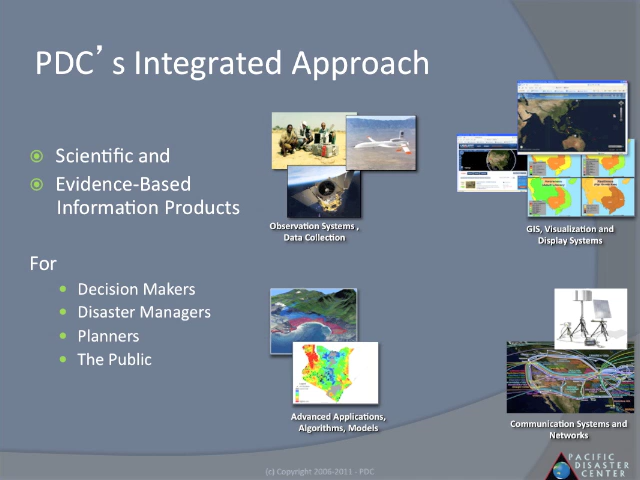 PDC’s Integrated Approach
Scientific and
Evidence-Based
Information Products
For
Decision Makers
Disaster Managers
Planners
The Public
Observation Systems ,
Data Collection
GIS, Visualization and
Display Systems
Advanced Applications,
Algorithms, Models
Communication Systems and
Networks
(c) Copyright 2006-2011 - PDC
PACIFIC
DISASTER
CENTER